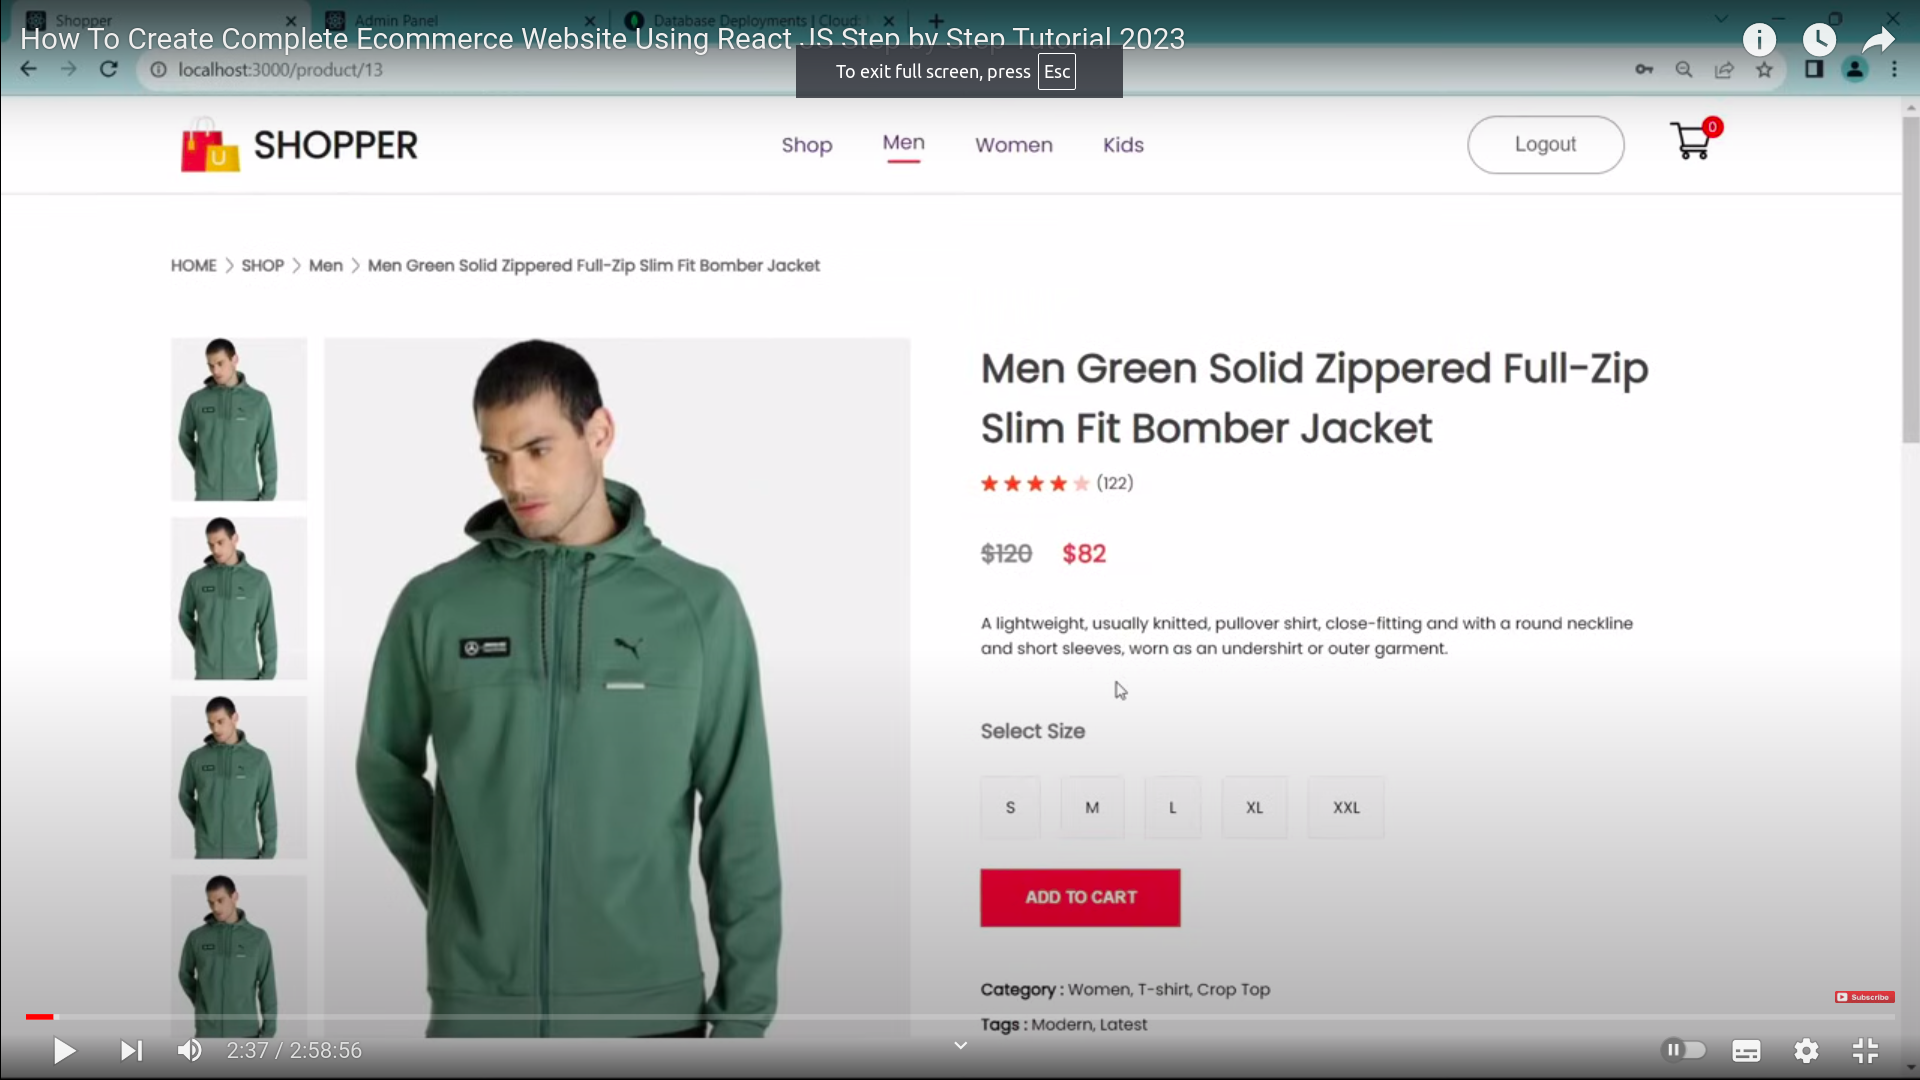 Shopper
Admin Panel
Database Deployments | Cloud:
How To Create Complete Ecommerce Website Using React JS Step by Step Tutorial 2023
localhost:3000/product/13
To exit full screen, press Esc
U
SHOPPER
Shop
Men
Women
Kids
Logout
0
HOME > SHOP > Men > Men Green Solid Zippered Full-Zip Slim Fit Bomber Jacket
Men Green Solid Zippered Full-Zip
Slim Fit Bomber Jacket
(122)
$120 $82
A lightweight, usually knitted, pullover shirt, close-fitting and with a round neckline
and short sleeves, worn as an undershirt or outer garment.
Select Size
S
M
L
XL
XXL
ADD TO CART
Category : Women, T-shirt, Crop Top
Tags : Modern, Latest
Subscribe
2:37 / 2:58:56